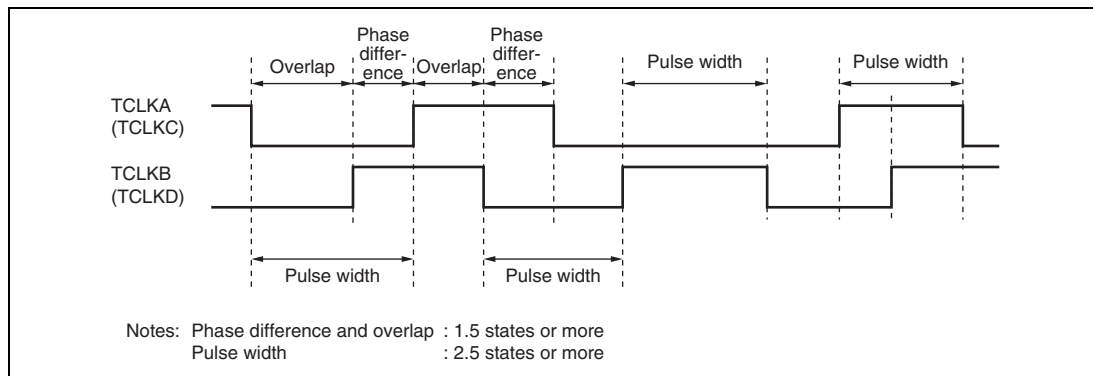 Phase differ- ence
Phase differ- ence
Overlap
Overlap
Pulse width
Pulse width
TCLKA
(TCLKC)
TCLKB
(TCLKD)
Pulse width
Pulse width
Notes: Phase difference and overlap : 1.5 states or more
Pulse width : 2.5 states or more